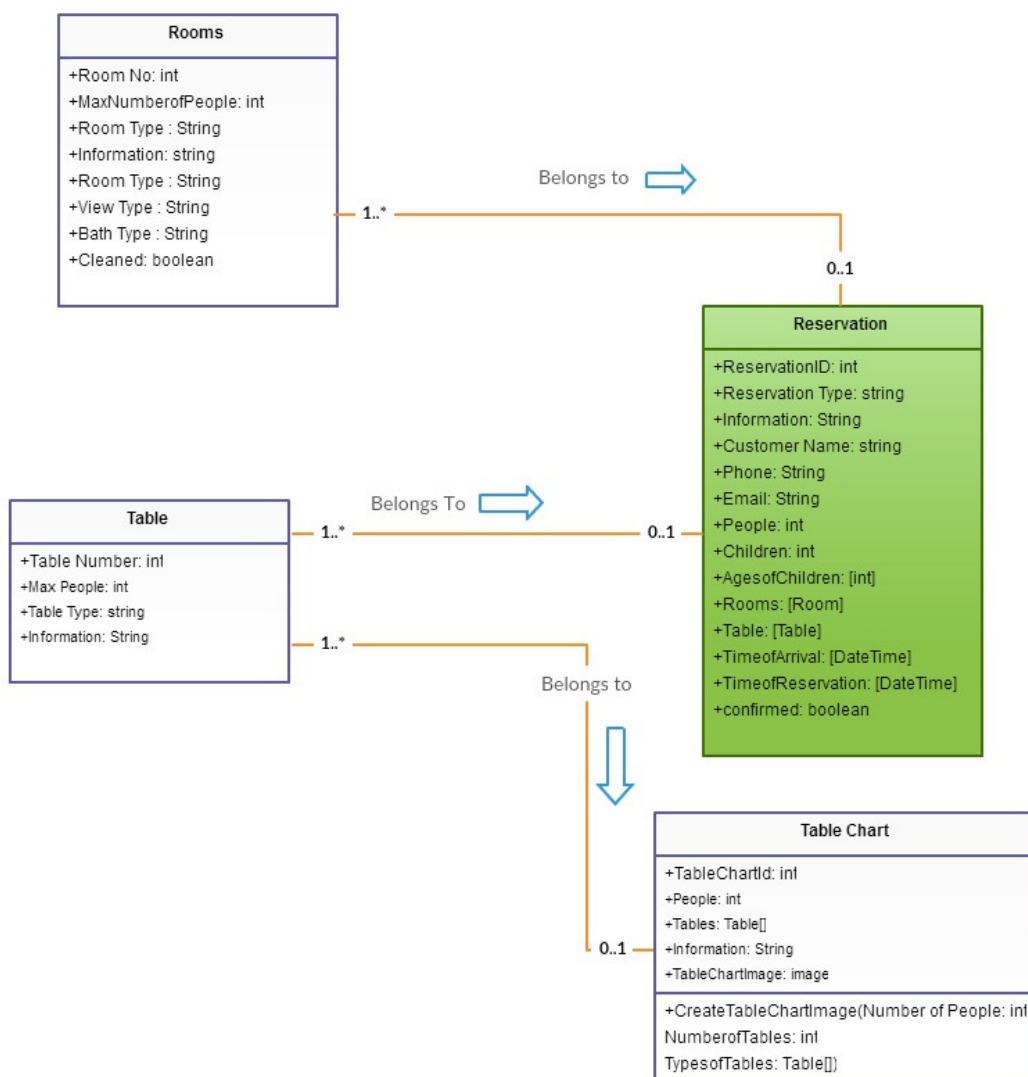 Rooms
+Room No: int
+MaxNumberofPeople: int
+Room Type : String
+Information: string
+Room Type : String
+View Type : String
+Bath Type : String
+Cleaned: boolean
Belongs to
1..*
0..1
Reservation
+ReservationID: int
+Reservation Type: string
+Information: String
+Customer Name: string
+Phone: String
+Email: String
+People: int
+Children: int
+AgesofChildren: [int]
+Rooms: [Room]
+Table: [Table]
+TimeofArrival: [DateTime]
+TimeofReservation: [DateTime]
+confirmed: boolean
Belongs To
1..*
0..1
Table
+Table Number: int
+Max People: int
+Table Type: string
+Information: String
1..*
Belongs to
0..1
Table Chart
+TableChartId: int
+People: int
+Tables: Table[]
+Information: String
+TableChartImage: image
+CreateTableChartImage(Number of People: int
NumberofTables: int
TypesofTables: Table[])